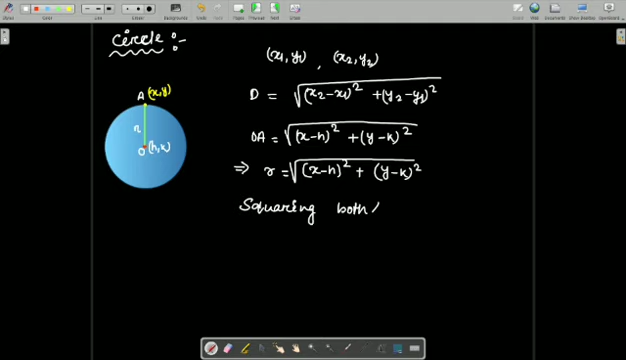 Circle :-
(x1,y1) , (x2,y2)
D = √(x2-x1)² +(y2-y1)²
A (x,y)
OA = √(x-h)² + (y-k)²
r
O (h,k)
⇒ r = √(x-h)² + (y-k)²
Squaring both